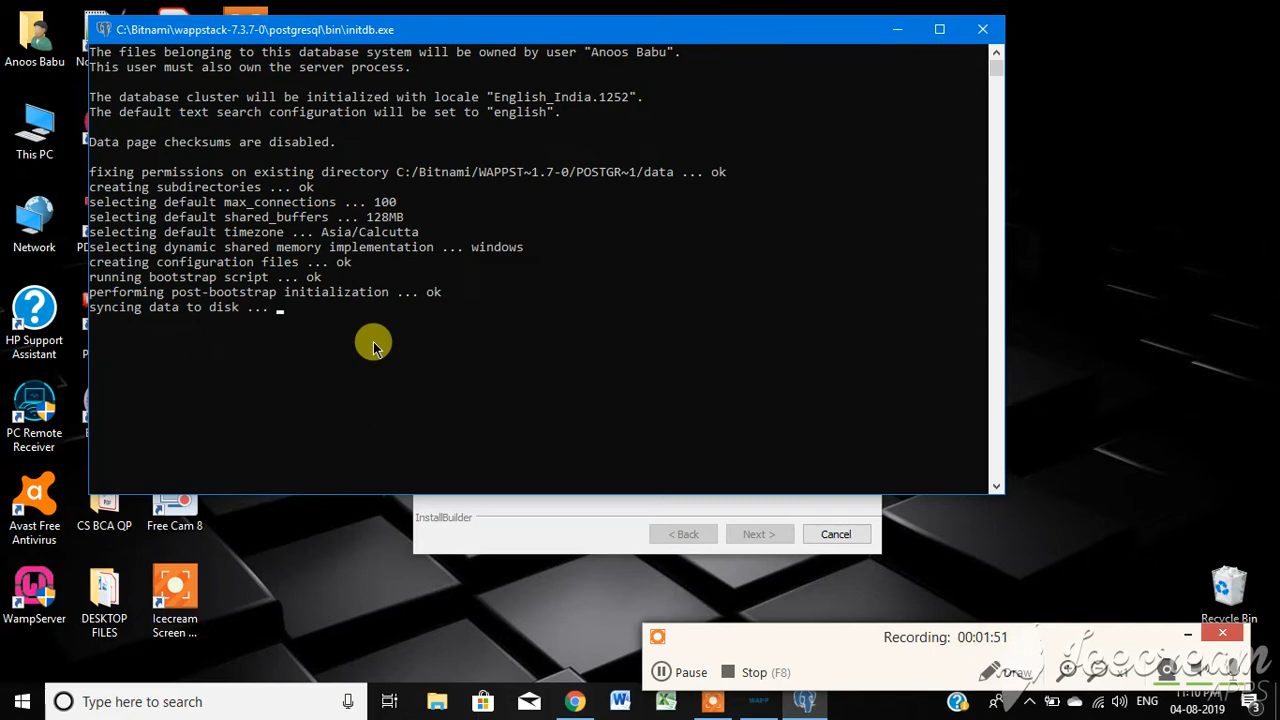 C:\Bitnami\wappstack-7.3.7-0\postgresql\bin\initdb.exe
The files belonging to this database system will be owned by user "Anoos Babu".
This user must also own the server process.
The database cluster will be initialized with locale "English_India.1252".
The default text search configuration will be set to "english".
Data page checksums are disabled.
fixing permissions on existing directory C:/Bitnami/WAPPST~1.7-0/POSTGR~1/data ... ok
creating subdirectories ... ok
selecting default max_connections ... 100
selecting default shared_buffers ... 128MB
selecting default timezone ... Asia/Calcutta
selecting dynamic shared memory implementation ... windows
creating configuration files ... ok
running bootstrap script ... ok
performing post-bootstrap initialization ... ok
syncing data to disk ...
Anoos Babu
This PC
Network
HP Support
Assistant
PC Remote
Receiver
Avast Free
Antivirus
CS BCA QP
Free Cam 8
WampServer
DESKTOP
FILES
Icecream
Screen ...
InstallBuilder
< Back
Next >
Cancel
Recycle Bin
Recording: 00:01:51
Pause
Stop (F8)
Draw
Icecream
APPS
Type here to search
WAPP
ENG
11:10 PM
04-08-2019
3